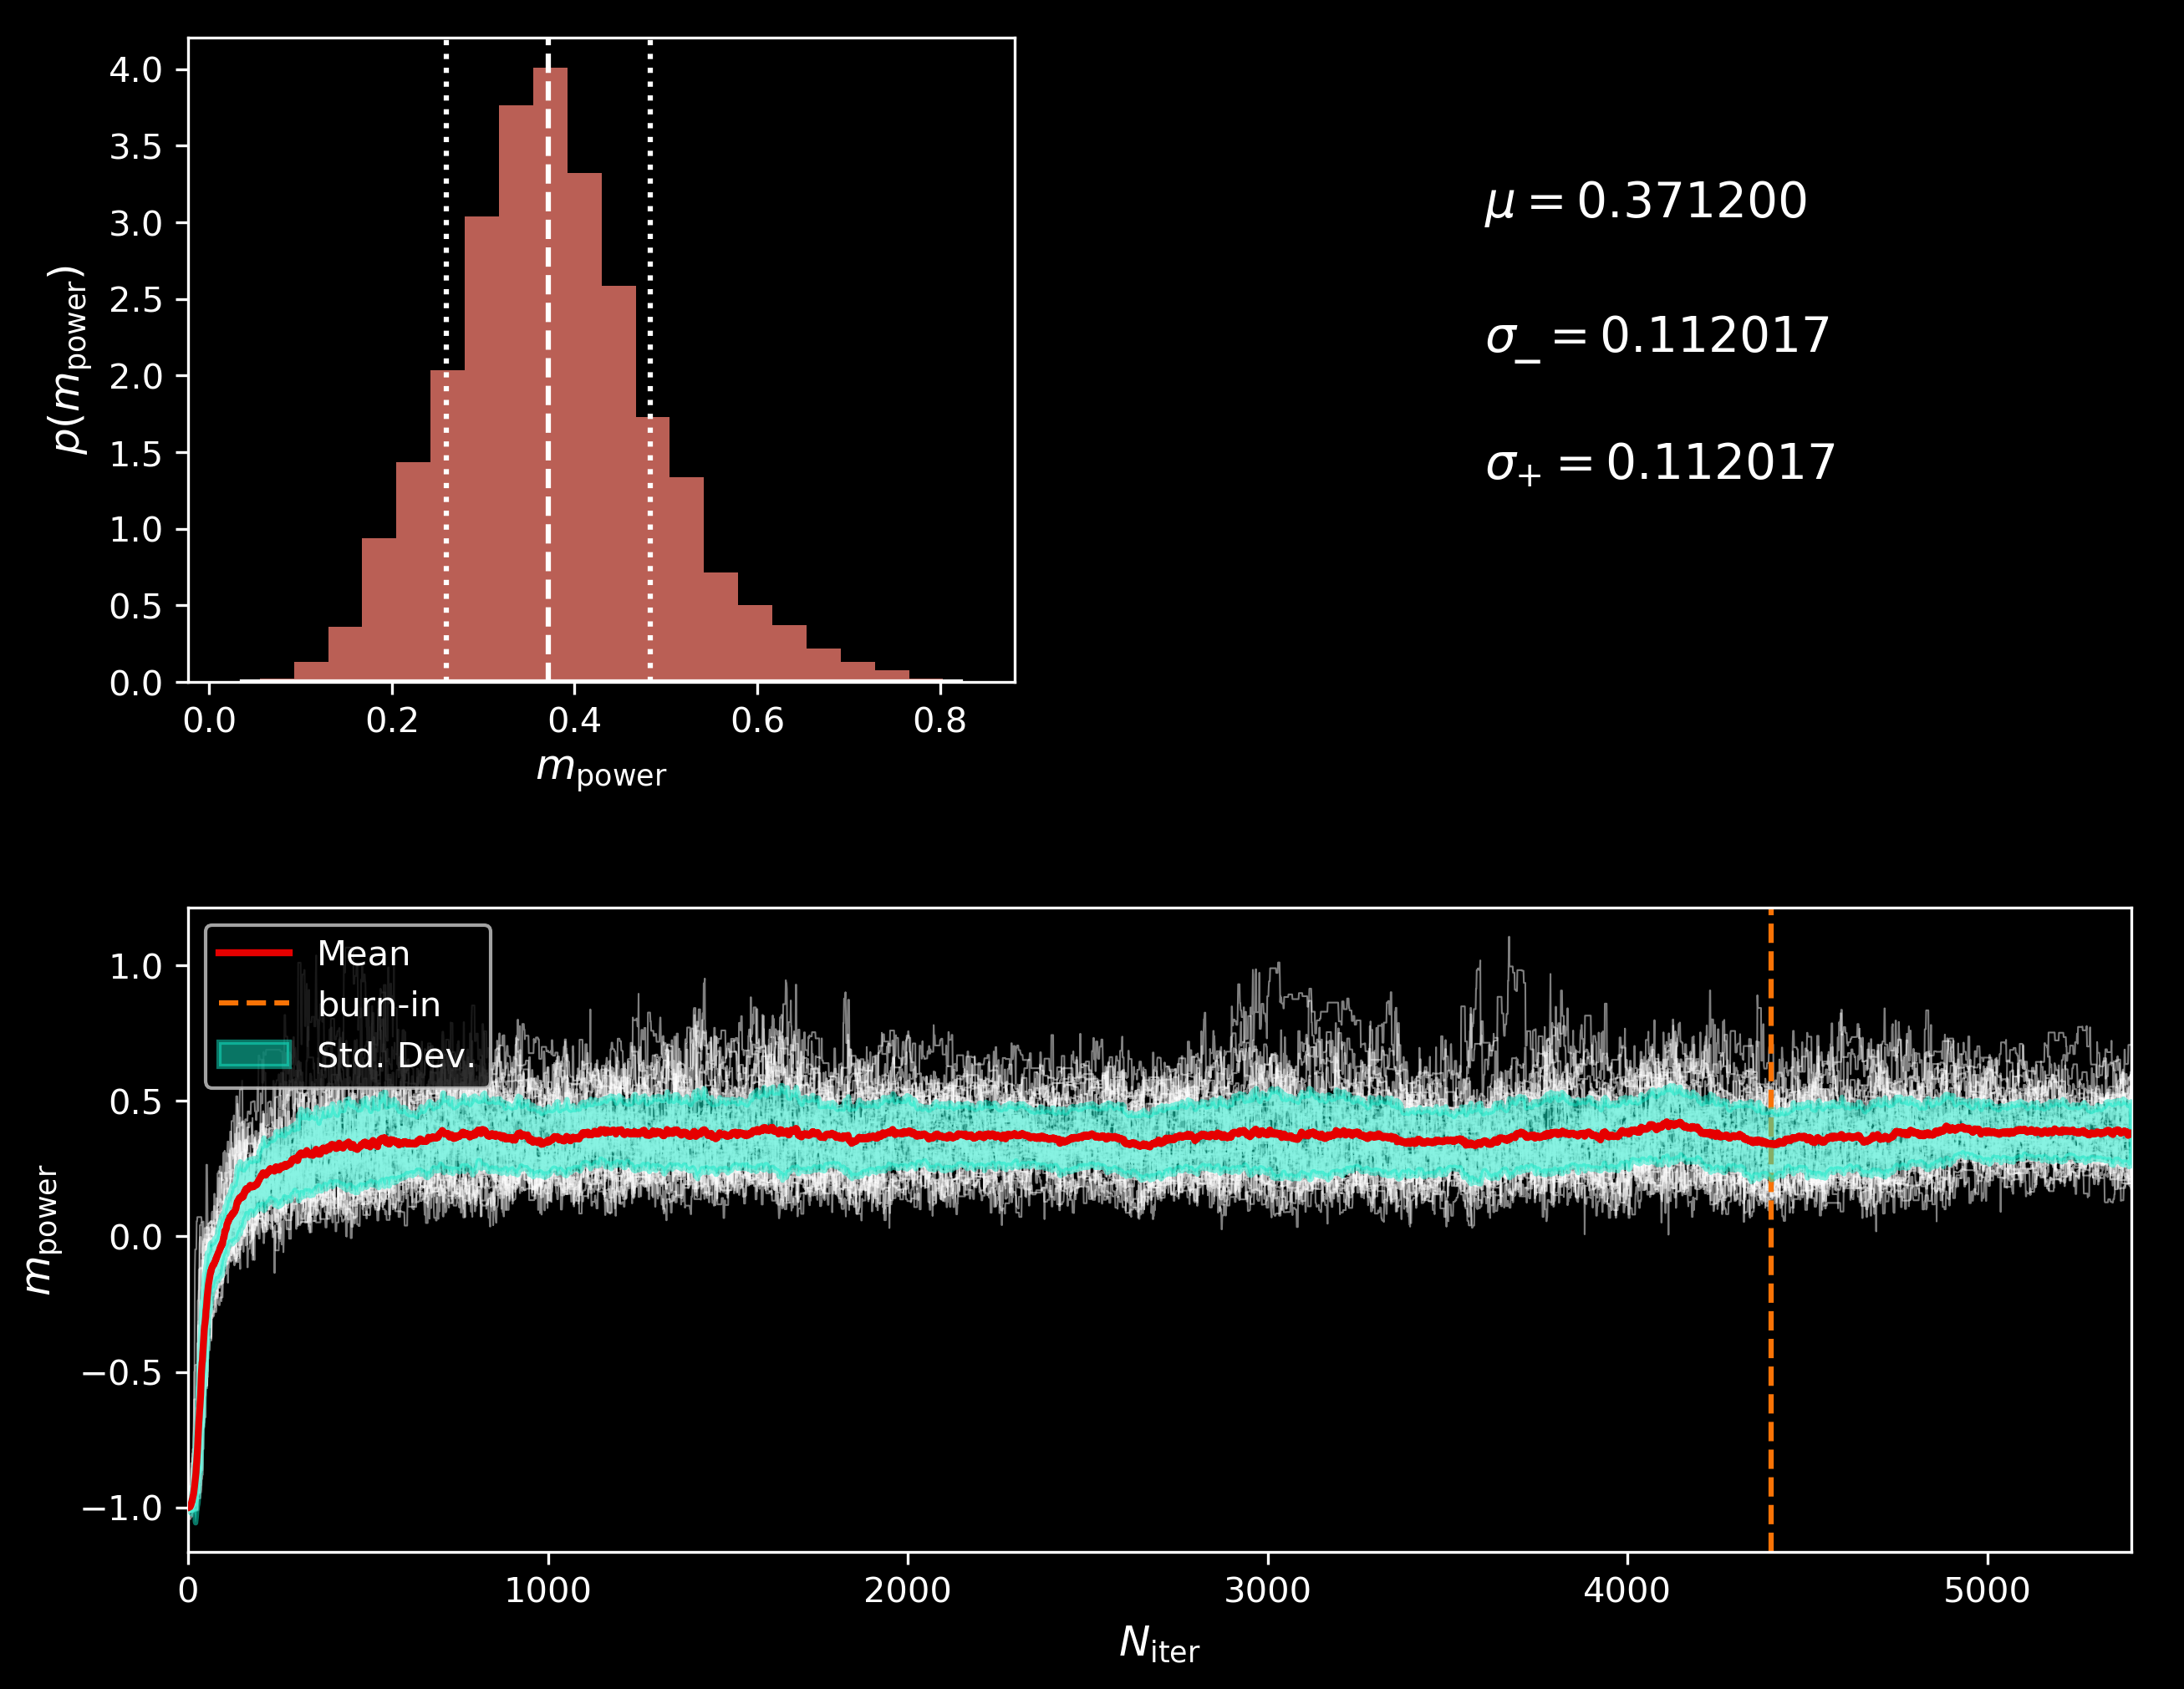 4.0
3.5
3.0
2.5
2.0
1.5
1.0
0.5
0.0
p(m_power)
0.0 0.2 0.4 0.6 0.8
m_power
μ = 0.371200
σ_− = 0.112017
σ_+ = 0.112017
Mean
burn-in
Std. Dev.
1.0
0.5
0.0
−0.5
−1.0
m_power
0 1000 2000 3000 4000 5000
N_iter